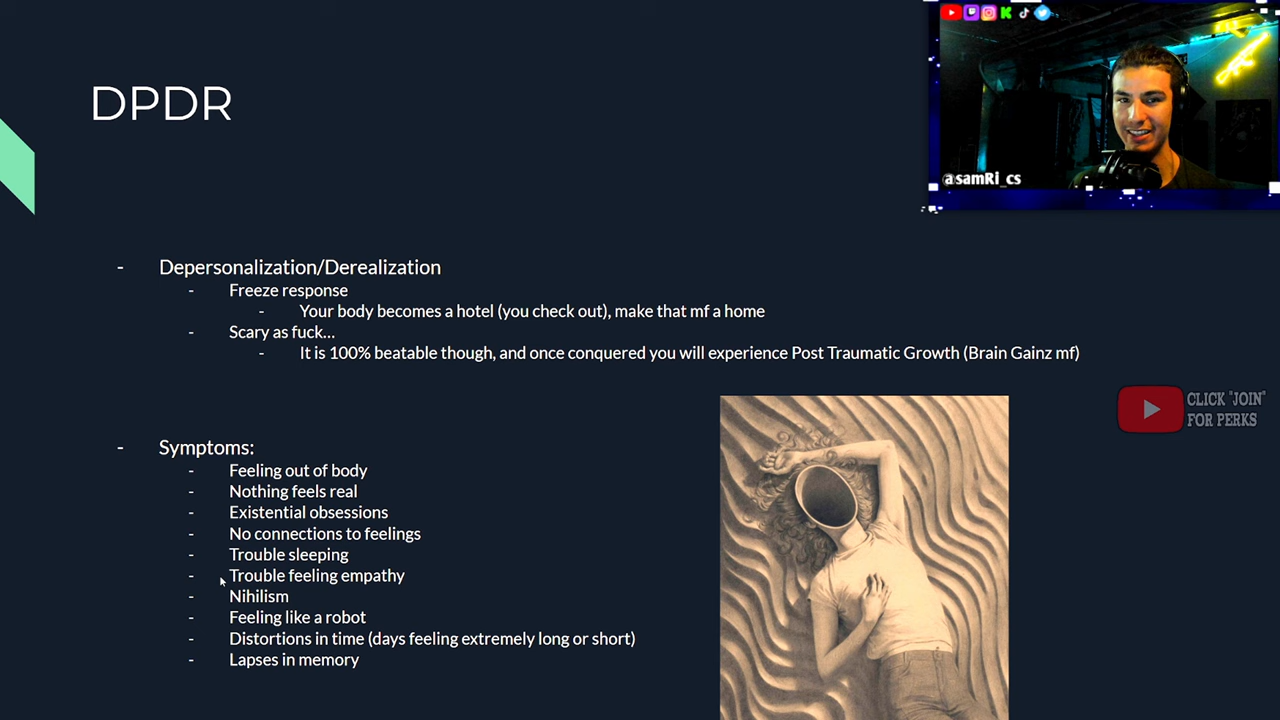 DPDR
@samRi_cs
- Depersonalization/Derealization
- Freeze response
- Your body becomes a hotel (you check out), make that mf a home
- Scary as fuck...
- It is 100% beatable though, and once conquered you will experience Post Traumatic Growth (Brain Gainz mf)
CLICK "JOIN"
FOR PERKS
- Symptoms:
- Feeling out of body
- Nothing feels real
- Existential obsessions
- No connections to feelings
- Trouble sleeping
- Trouble feeling empathy
- Nihilism
- Feeling like a robot
- Distortions in time (days feeling extremely long or short)
- Lapses in memory